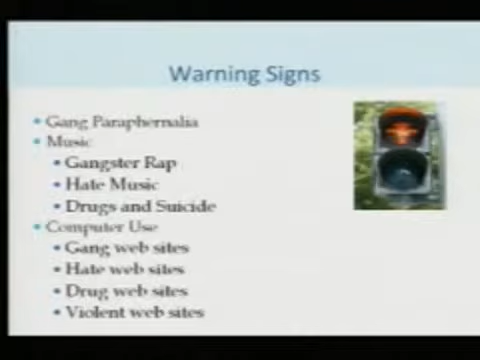 Warning Signs
Gang Paraphernalia
Music
Gangster Rap
Hate Music
Drugs and Suicide
Computer Use
Gang web sites
Hate web sites
Drug web sites
Violent web sites